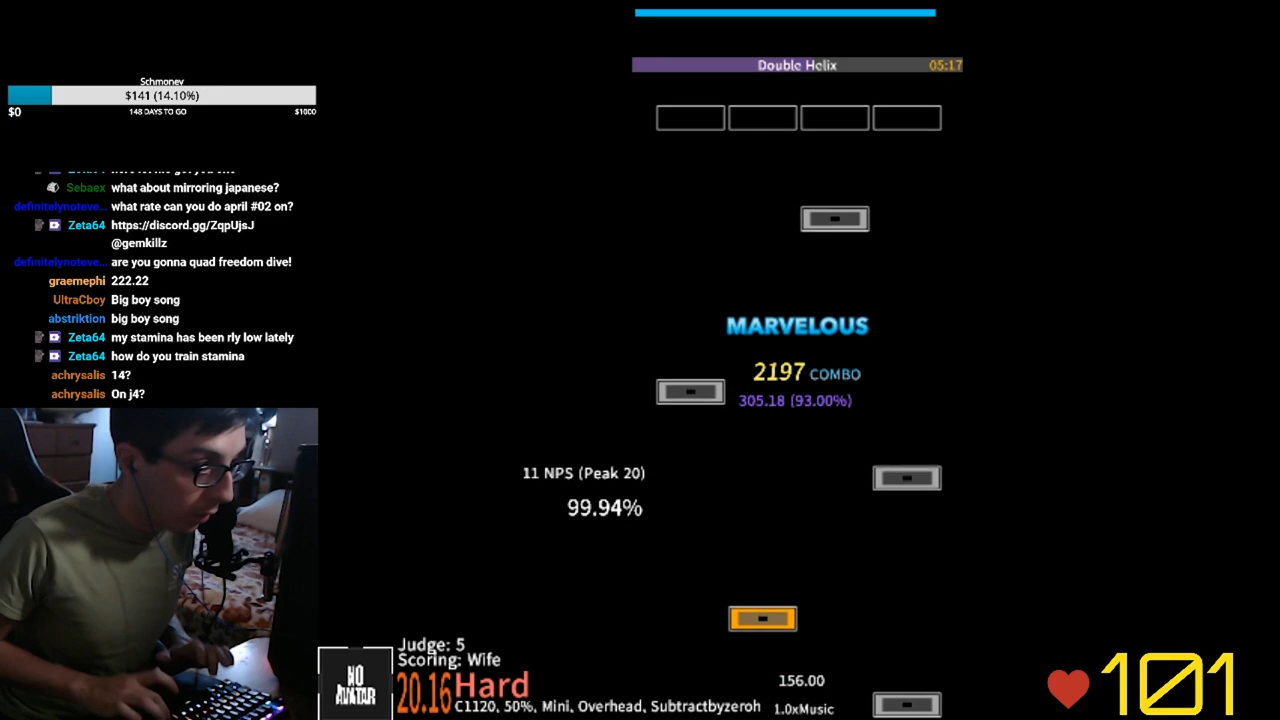 Double Helix 05:17
Schmonev
$141 (14.10%)
$0 148 DAYS TO GO $1000
Sebaex what about mirroring japanese?
definitelynoteve... what rate can you do april #02 on?
Zeta64 https://discord.gg/ZqpUjsJ
@gemkillz
definitelynoteve... are you gonna quad freedom dive!
graemephi 222.22
UltraCboy Big boy song
abstriktion big boy song
Zeta64 my stamina has been rly low lately
Zeta64 how do you train stamina
achrysalis 14?
achrysalis On j4?
MARVELOUS
2197 COMBO
305.18 (93.00%)
11 NPS (Peak 20)
99.94%
Judge: 5
Scoring: Wife
20.16 Hard
C1120, 50%, Mini, Overhead, Subtractbyzeroh
NO
AVATAR
156.00
1.0xMusic
101